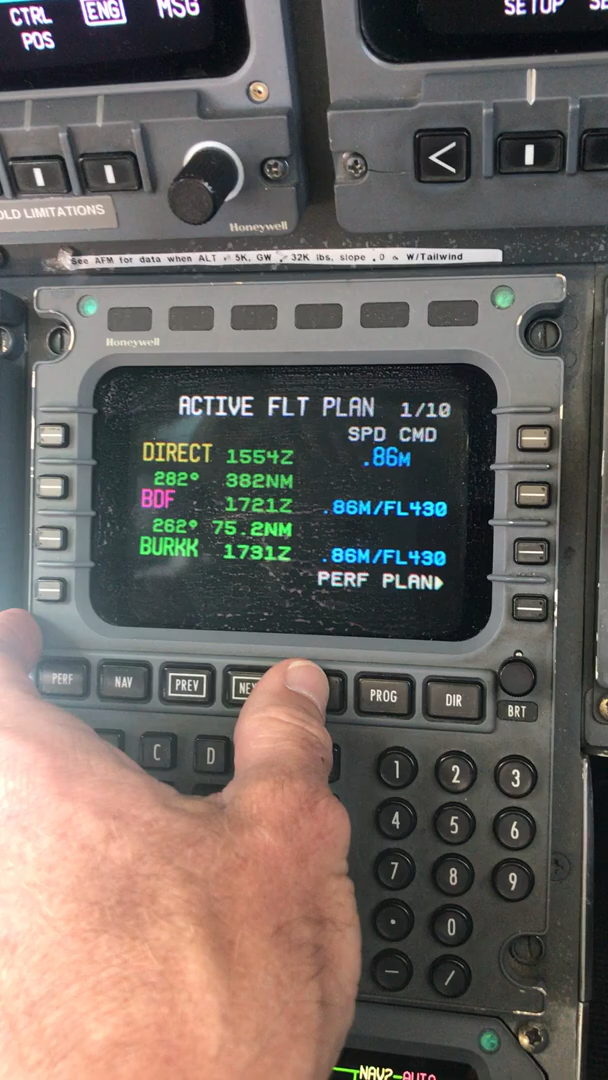 CTRL
POS
ENG
MSG
SETUP
OLD LIMITATIONS
Honeywell
See AFM for data when ALT 5K, GW 32K lbs, slope .0 % W/Tailwind
Honeywell
ACTIVE FLT PLAN 1/10
SPD CMD
DIRECT 1554Z .86M
282° 382NM
BDF 1721Z .86M/FL430
262° 75.2NM
BURKK 1731Z .86M/FL430
PERF PLAN
PERF NAV PREV PROG DIR
BRT
C D
1 2 3
4 5 6
7 8 9
. 0
- /
NAV2-AUTO